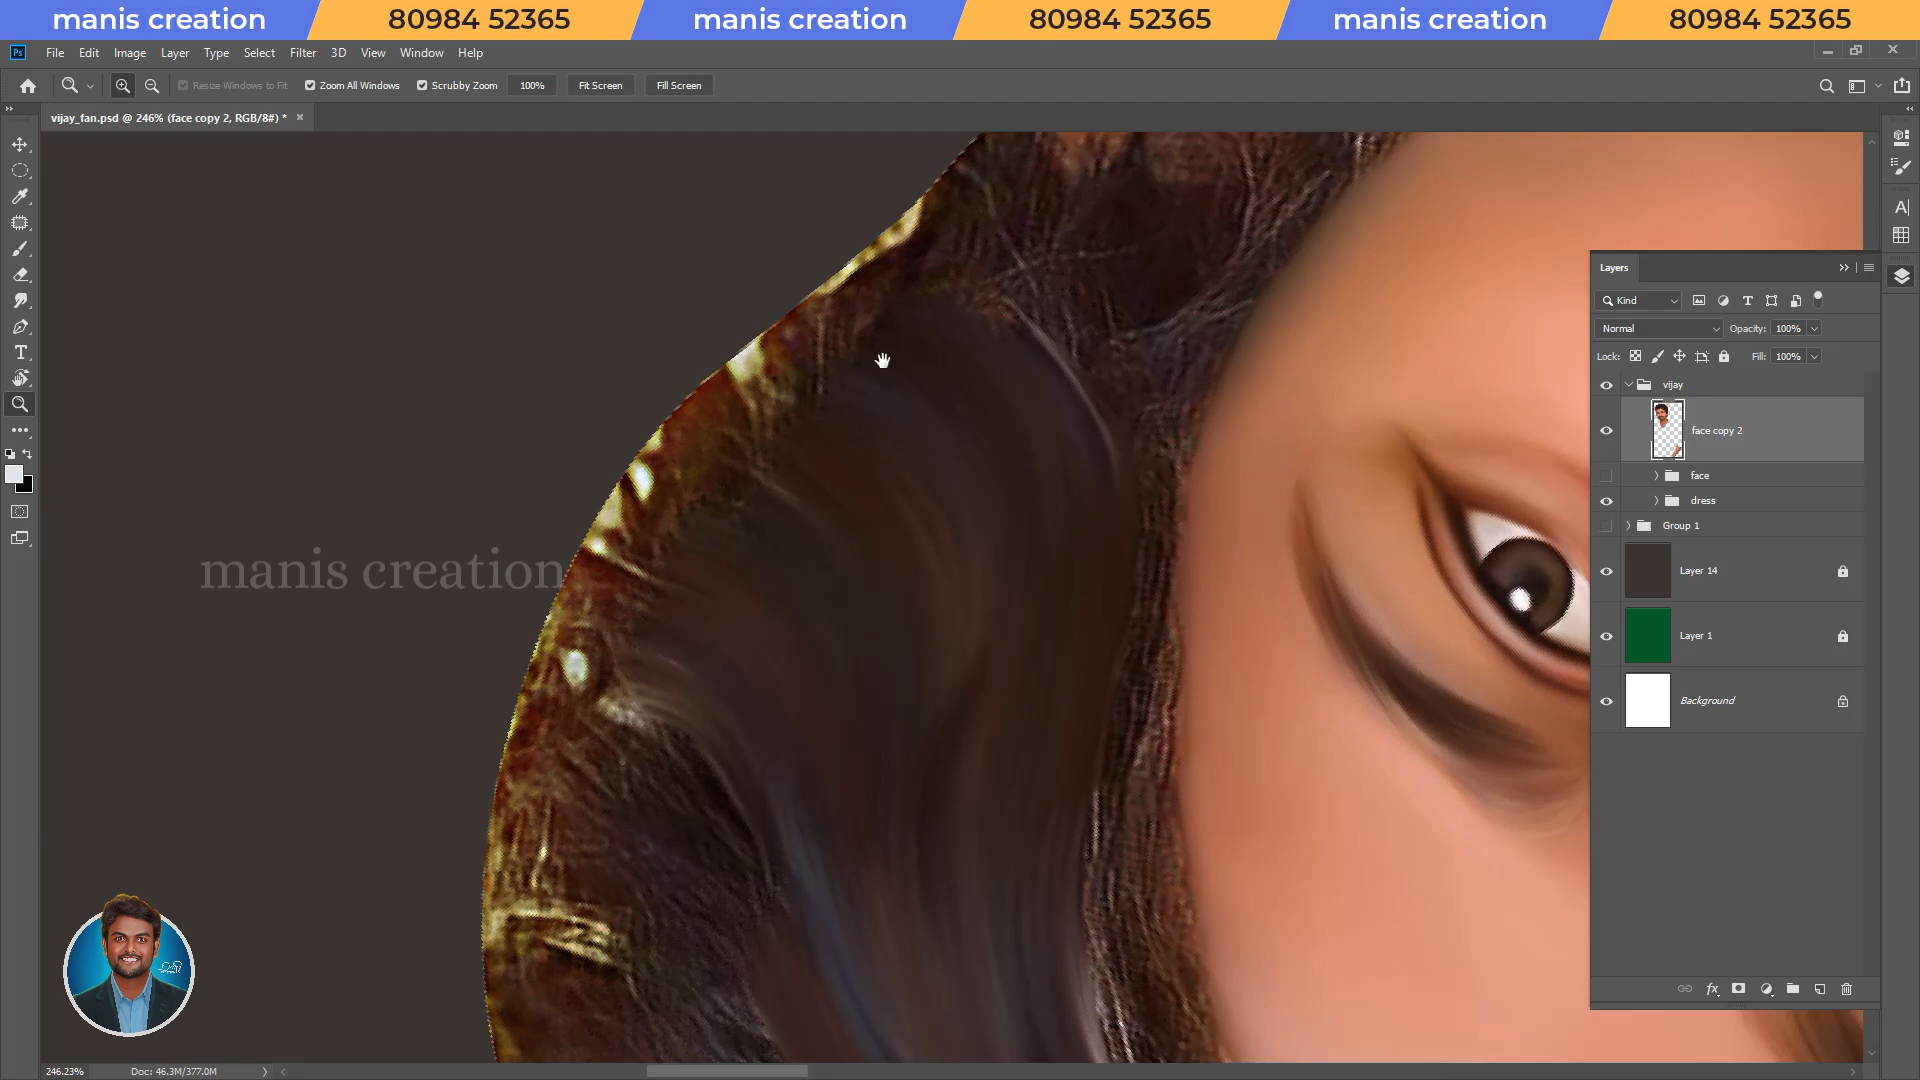 manis creation 80984 52365 manis creation 80984 52365 manis creation 80984 52365
Ps File Edit Image Layer Type Select Filter 3D View Window Help
Resize Windows to Fit Zoom All Windows Scrubby Zoom 100% Fit Screen Fill Screen
vijay_fan.psd @ 246% (face copy 2, RGB/8#) * ×
Layers
Kind
Normal Opacity: 100%
Lock: Fill: 100%
vijay
face copy 2
face
dress
Group 1
Layer 14
Layer 1
Background
manis creation
246.23% Doc: 46.3M/377.0M